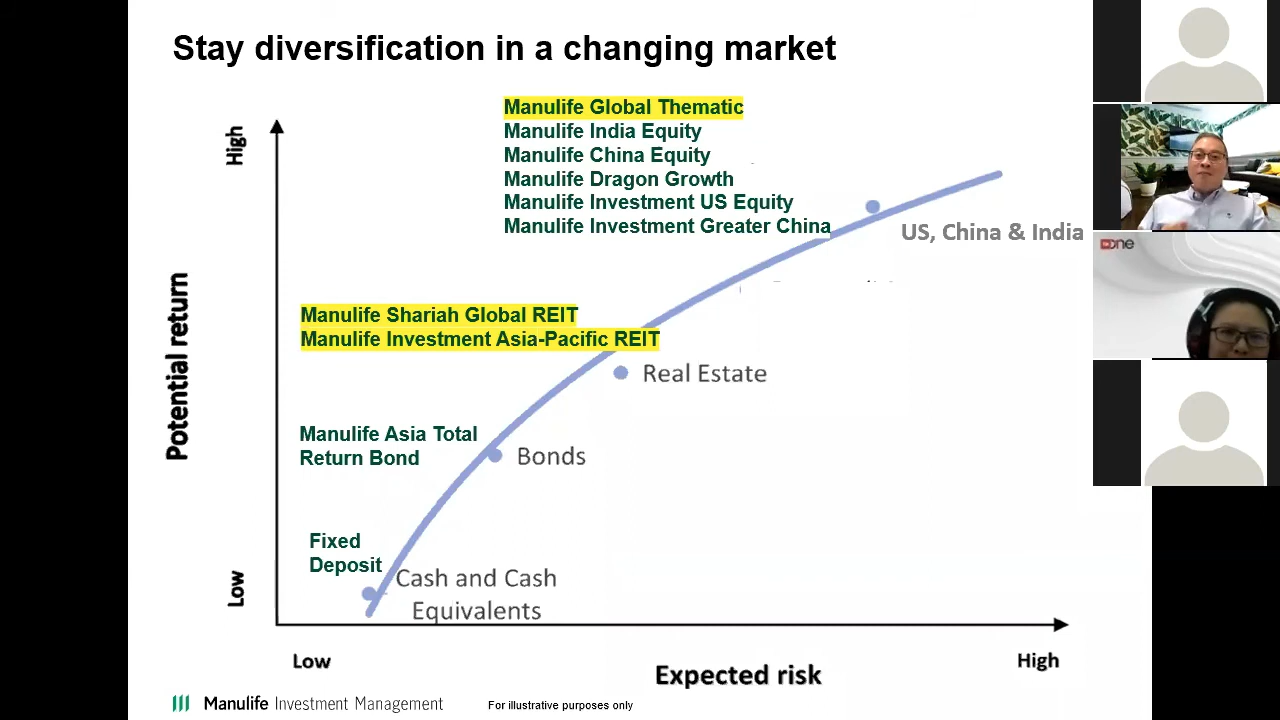 Stay diversification in a changing market
High
Manulife Global Thematic
Manulife India Equity
Manulife China Equity
Manulife Dragon Growth
Manulife Investment US Equity
Manulife Investment Greater China
US, China & India
Potential return
Manulife Shariah Global REIT
Manulife Investment Asia-Pacific REIT
Real Estate
Manulife Asia Total
Return Bond
Bonds
Fixed
Deposit
Cash and Cash
Equivalents
Low
Low
High
Expected risk
Manulife Investment Management
For illustrative purposes only